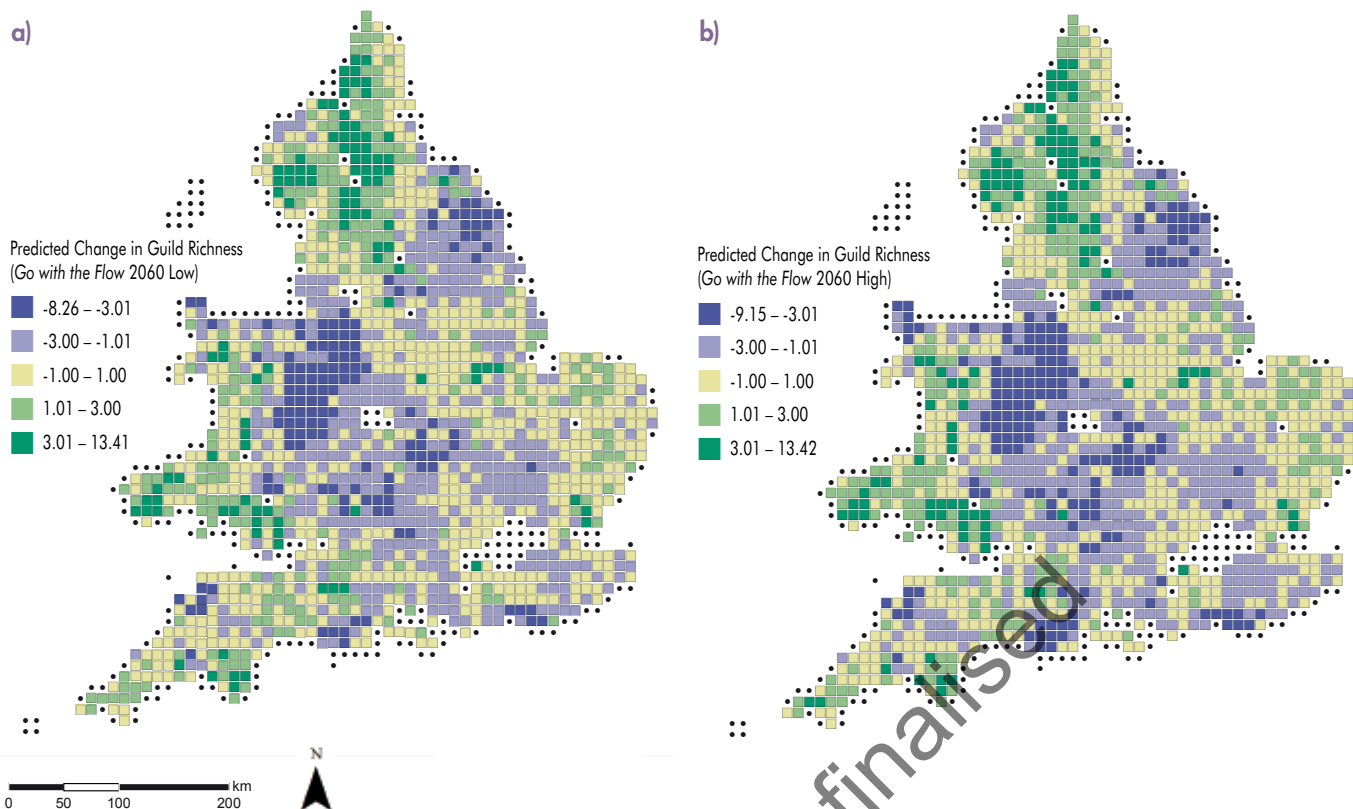 a)
Predicted Change in Guild Richness
(Go with the Flow 2060 Low)
-8.26 – -3.01
-3.00 – -1.01
-1.00 – 1.00
1.01 – 3.00
3.01 – 13.41
N
km
0 50 100 200
b)
Predicted Change in Guild Richness
(Go with the Flow 2060 High)
-9.15 – -3.01
-3.00 – -1.01
-1.00 – 1.00
1.01 – 3.00
3.01 – 13.42
finalised